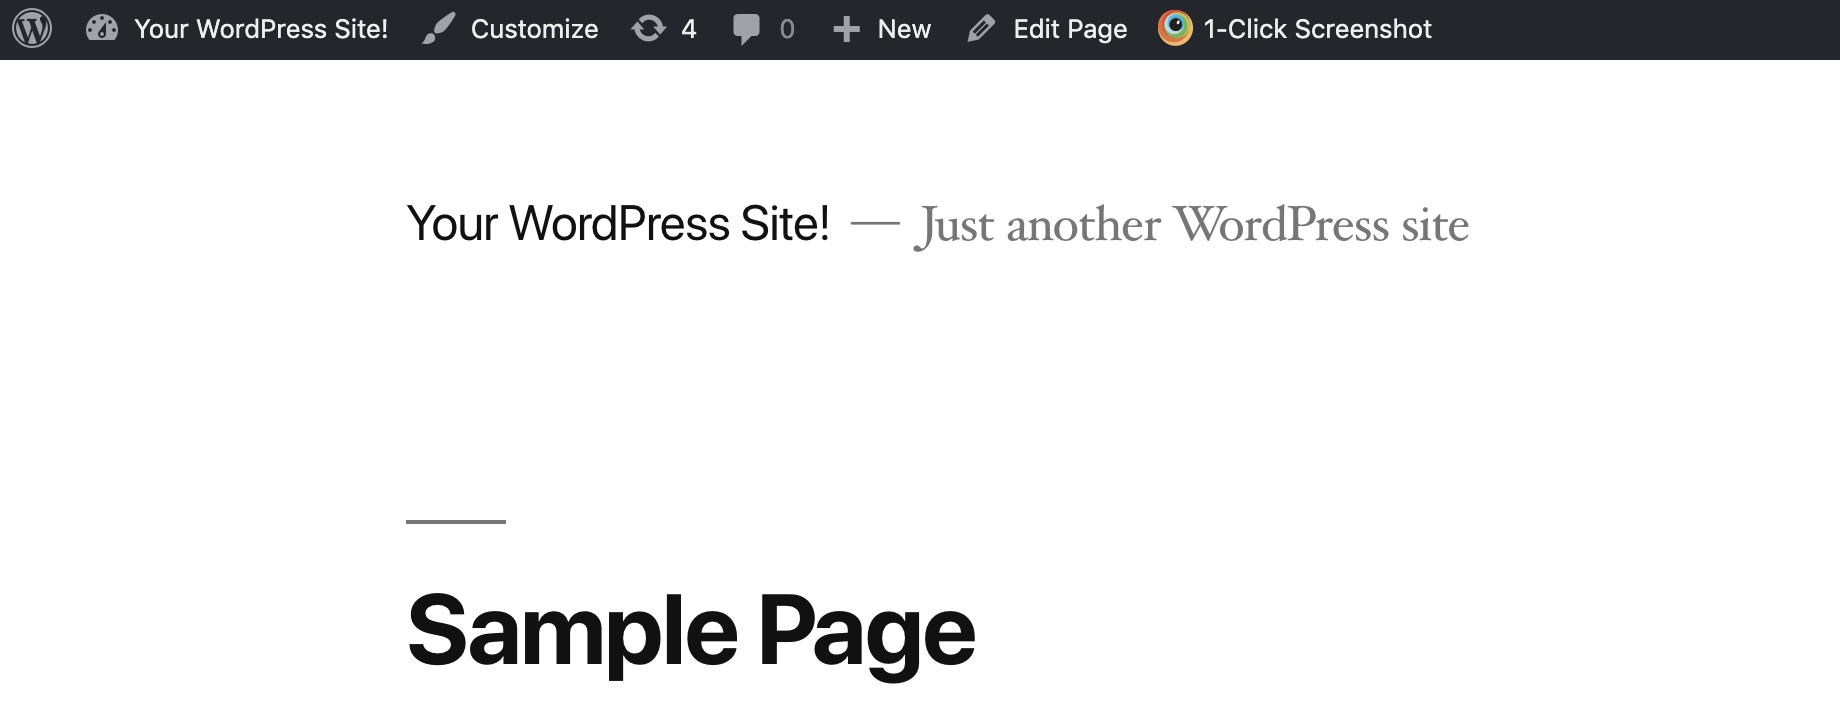 Your WordPress Site! Customize 4 0 New Edit Page 1-Click Screenshot
Your WordPress Site! — Just another WordPress site
Sample Page